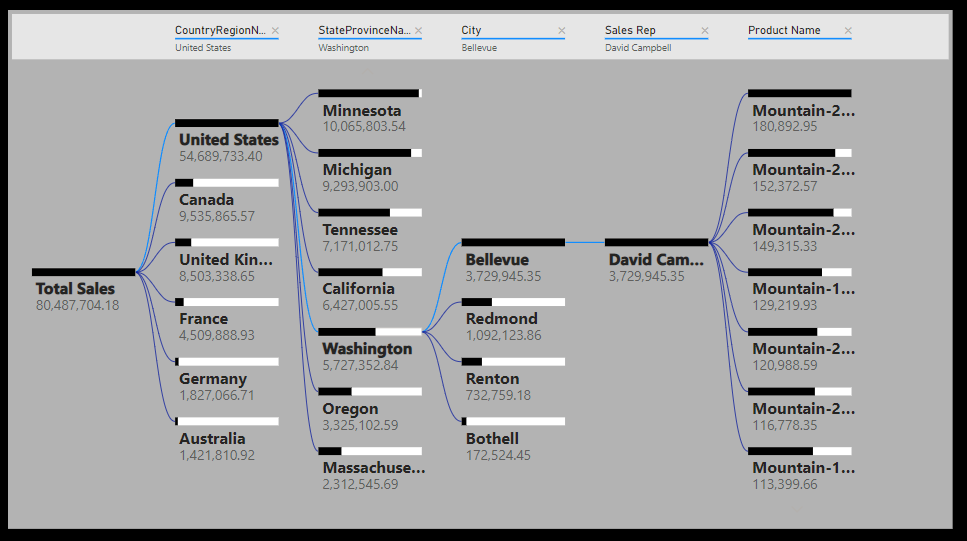 CountryRegionN... × StateProvinceNa... × City × Sales Rep × Product Name ×
United States Washington Bellevue David Campbell
Total Sales
80,487,704.18
United States
54,689,733.40
Canada
9,535,865.57
United Kin...
8,503,338.65
France
4,509,888.93
Germany
1,827,066.71
Australia
1,421,810.92
Minnesota
10,065,803.54
Michigan
9,293,903.00
Tennessee
7,171,012.75
California
6,427,005.55
Washington
5,727,352.84
Oregon
3,325,102.59
Massachuse...
2,312,545.69
Bellevue
3,729,945.35
Redmond
1,092,123.86
Renton
732,759.18
Bothell
172,524.45
David Cam...
3,729,945.35
Mountain-2...
180,892.95
Mountain-2...
152,372.57
Mountain-2...
149,315.33
Mountain-1...
129,219.93
Mountain-2...
120,988.59
Mountain-2...
116,778.35
Mountain-1...
113,399.66